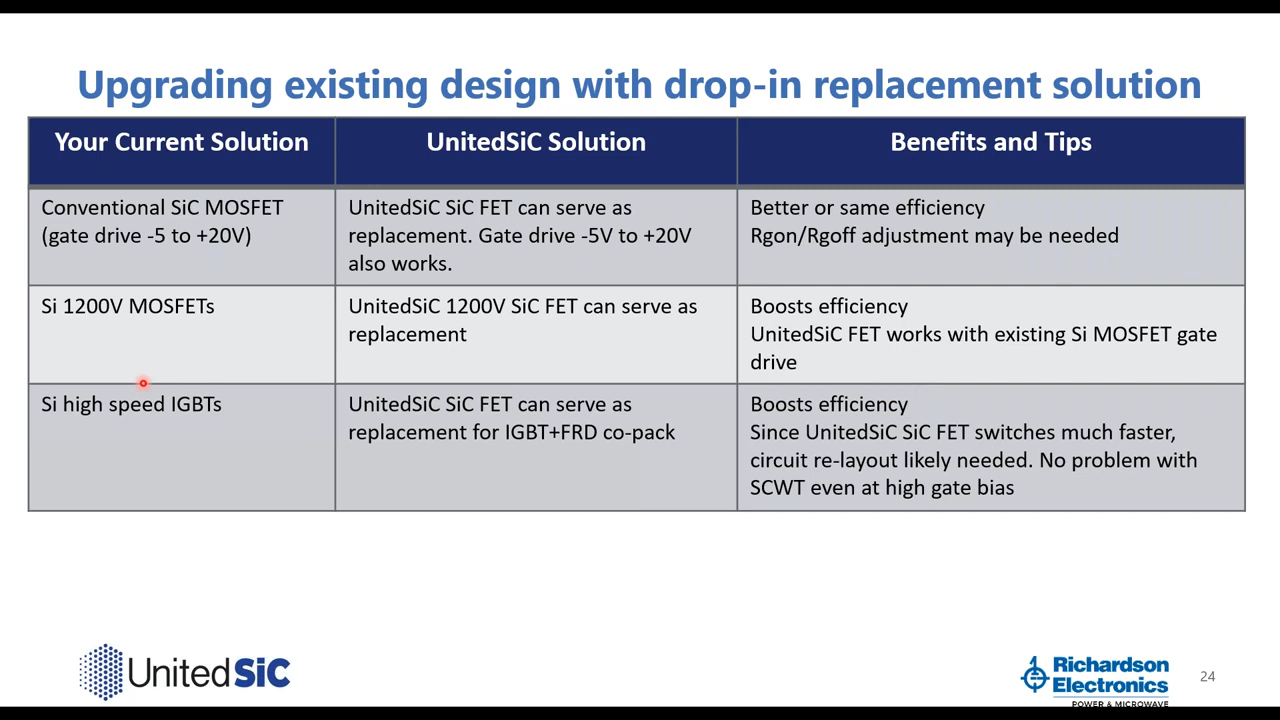 Upgrading existing design with drop-in replacement solution
Your Current Solution
UnitedSiC Solution
Benefits and Tips
Conventional SiC MOSFET
(gate drive -5 to +20V)
UnitedSiC SiC FET can serve as
replacement. Gate drive -5V to +20V
also works.
Better or same efficiency
Rgon/Rgoff adjustment may be needed
Si 1200V MOSFETs
UnitedSiC 1200V SiC FET can serve as
replacement
Boosts efficiency
UnitedSiC FET works with existing Si MOSFET gate
drive
Si high speed IGBTs
UnitedSiC SiC FET can serve as
replacement for IGBT+FRD co-pack
Boosts efficiency
Since UnitedSiC SiC FET switches much faster,
circuit re-layout likely needed. No problem with
SCWT even at high gate bias
UnitedSiC
Richardson
Electronics
POWER & MICROWAVE
24